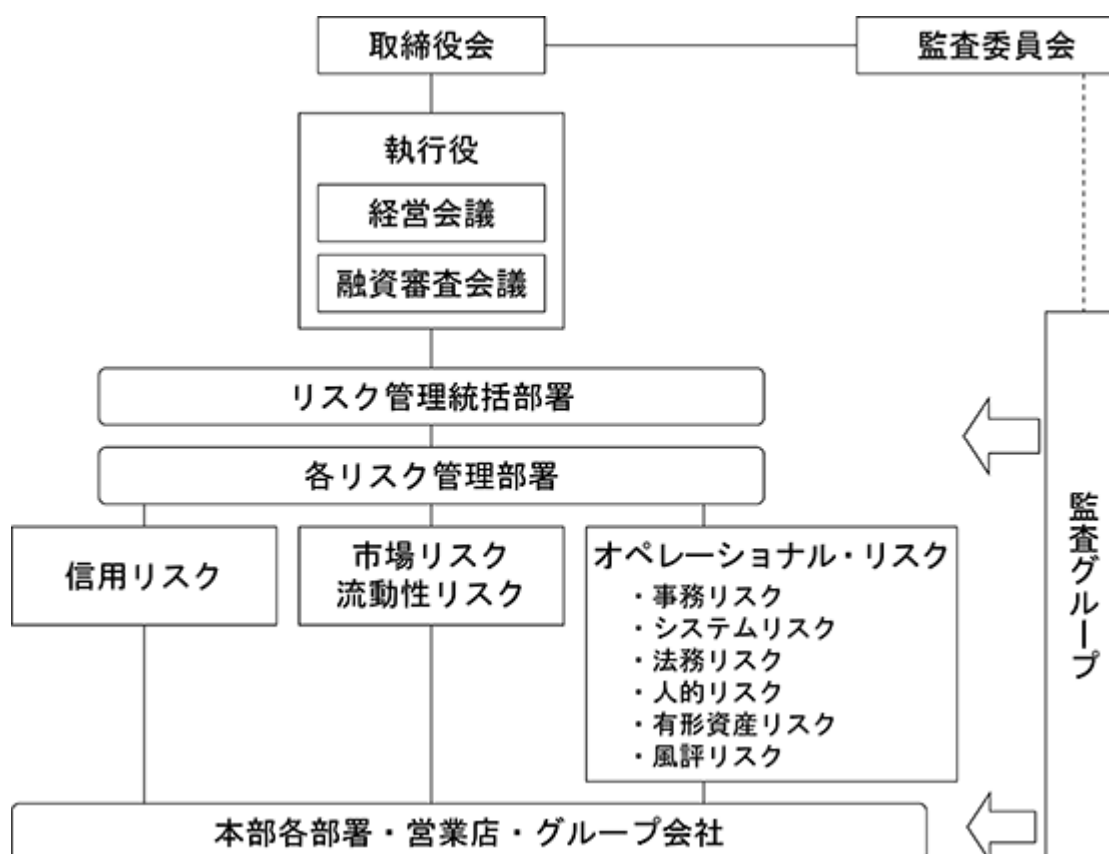 取締役会
監査委員会
執行役
経営会議
融資審査会議
リスク管理統括部署
各リスク管理部署
信用リスク
市場リスク
流動性リスク
オペレーショナル・リスク
・事務リスク
・システムリスク
・法務リスク
・人的リスク
・有形資産リスク
・風評リスク
監査グループ
本部各部署・営業店・グループ会社